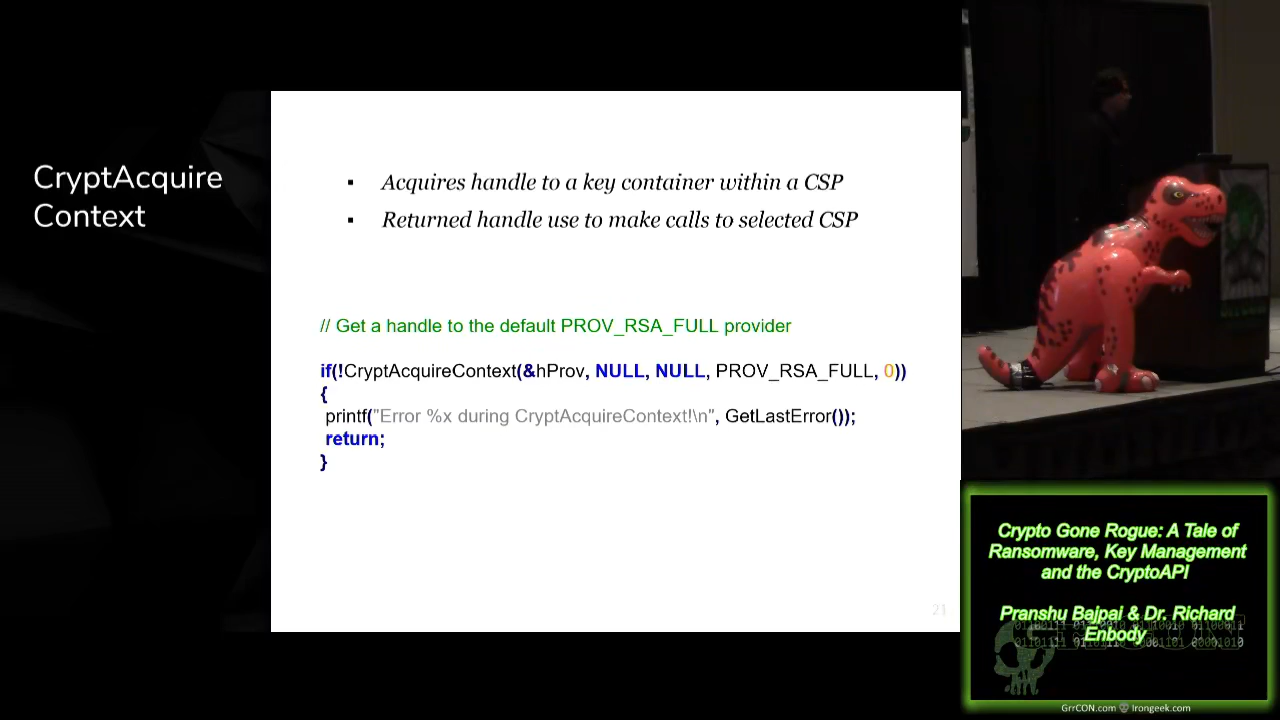 CryptAcquire
Context
▪ Acquires handle to a key container within a CSP
▪ Returned handle use to make calls to selected CSP
// Get a handle to the default PROV_RSA_FULL provider
if(!CryptAcquireContext(&hProv, NULL, NULL, PROV_RSA_FULL, 0))
{
printf("Error %x during CryptAcquireContext!\n", GetLastError());
return;
}
21
Crypto Gone Rogue: A Tale of
Ransomware, Key Management
and the CryptoAPI
Pranshu Bajpai & Dr. Richard
Enbody
GrrCON.com Irongeek.com